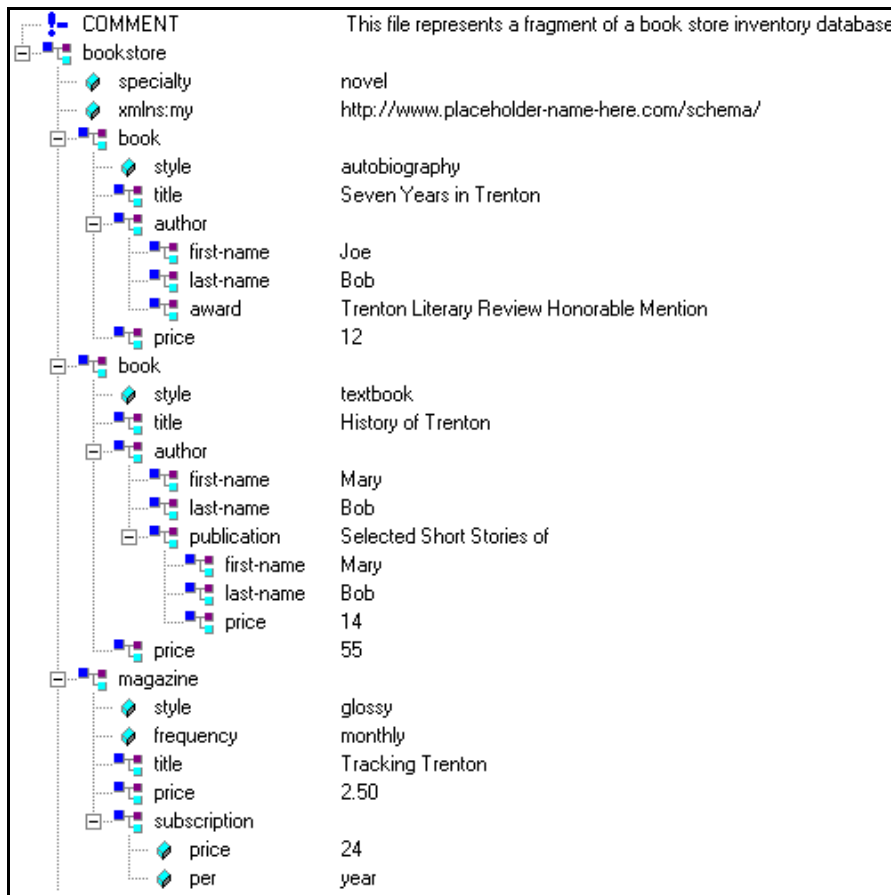 COMMENT This file represents a fragment of a book store inventory database
bookstore
specialty novel
xmlns:my http://www.placeholder-name-here.com/schema/
book
style autobiography
title Seven Years in Trenton
author
first-name Joe
last-name Bob
award Trenton Literary Review Honorable Mention
price 12
book
style textbook
title History of Trenton
author
first-name Mary
last-name Bob
publication Selected Short Stories of
first-name Mary
last-name Bob
price 14
price 55
magazine
style glossy
frequency monthly
title Tracking Trenton
price 2.50
subscription
price 24
per year